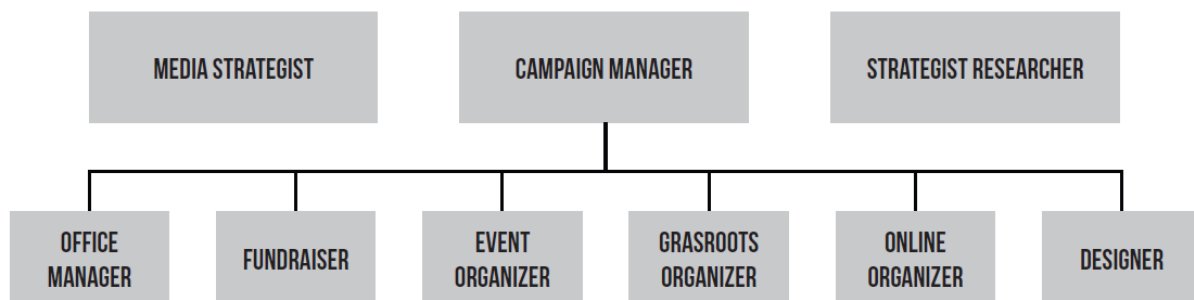 MEDIA STRATEGIST
CAMPAIGN MANAGER
STRATEGIST RESEARCHER
OFFICE
MANAGER
FUNDRAISER
EVENT
ORGANIZER
GRASROOTS
ORGANIZER
ONLINE
ORGANIZER
DESIGNER